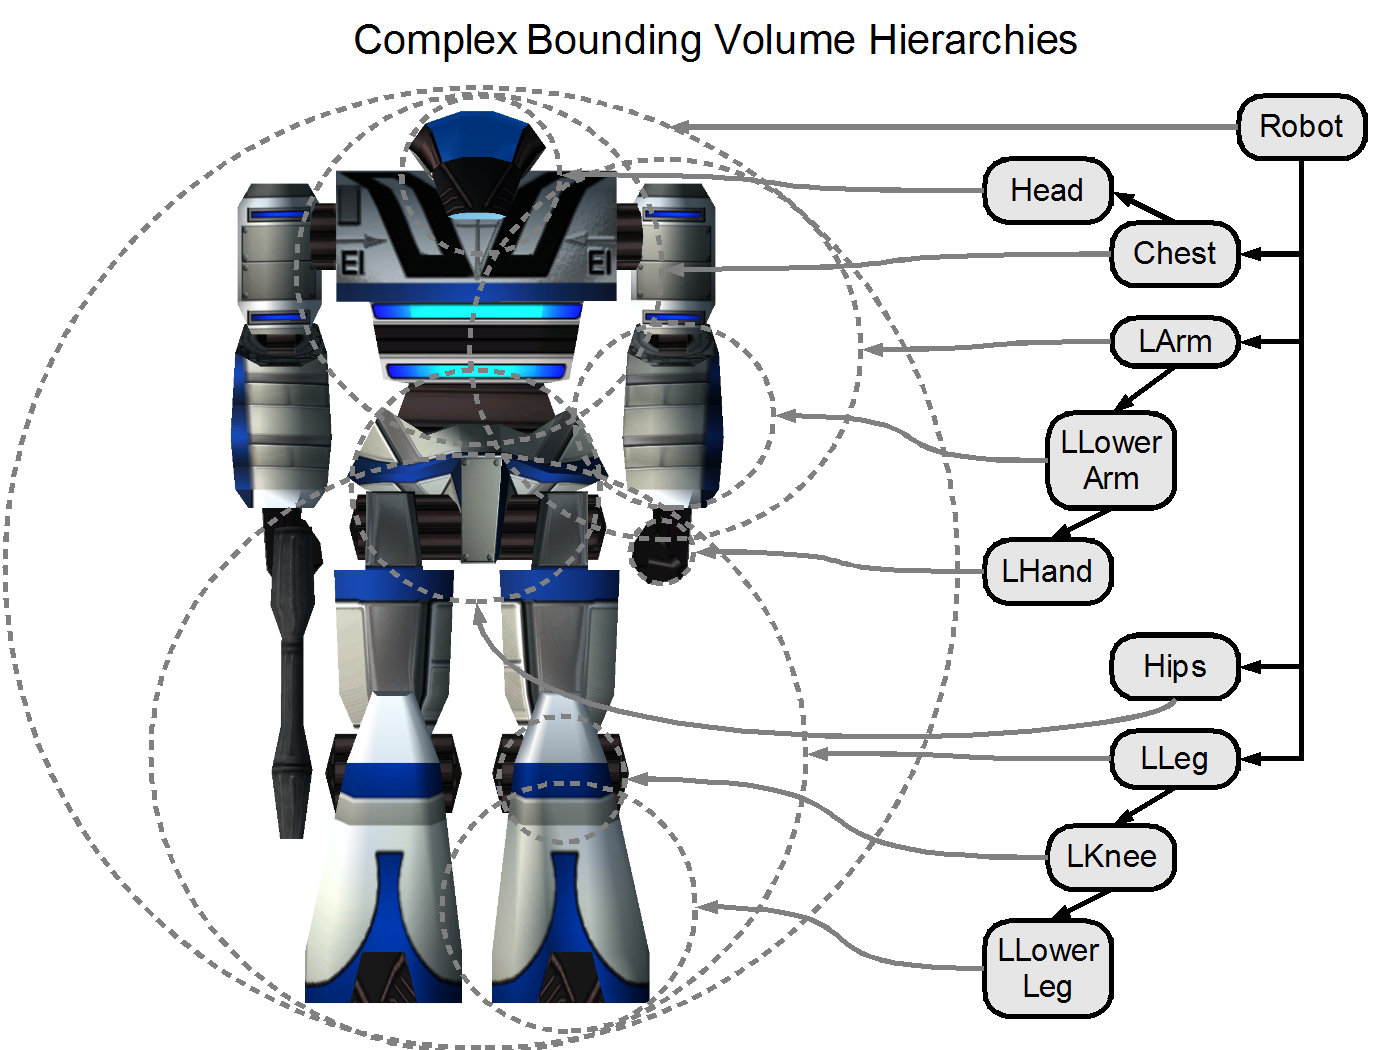 Complex Bounding Volume Hierarchies
Robot
Head
Chest
EI
EI
LArm
LLower
Arm
LHand
Hips
LLeg
LKnee
LLower
Leg